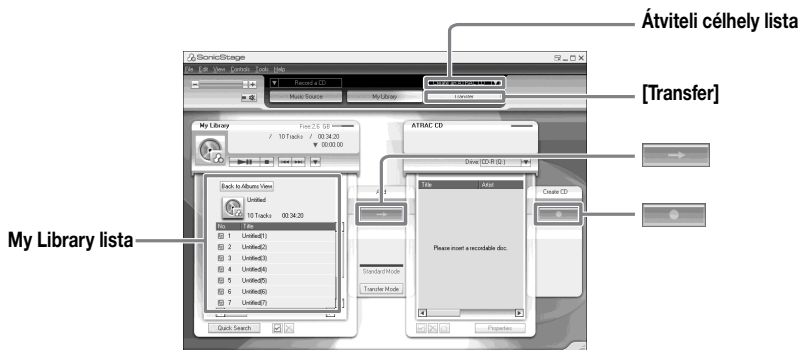 Átviteli célhely lista
SonicStage
File Edit View Controls Tools Help
Record a CD
Music Source
My Library
Transfer
[Transfer]
My Library
Free 2.6 GB
/ 10 Tracks / 00:34:20
00:00:00
ATRAC CD
Drive: [CD-R (Q:)
Back to Albums View
Untitled
10 Tracks 00:34:20
No. Title
1 Untitled(1)
2 Untitled(2)
3 Untitled(3)
4 Untitled(4)
5 Untitled(5)
6 Untitled(6)
7 Untitled(7)
Quick Search
My Library lista
Add
Standard Mode
Transfer Mode
Title Artist
Please insert a recordable disc.
Properties
Create CD